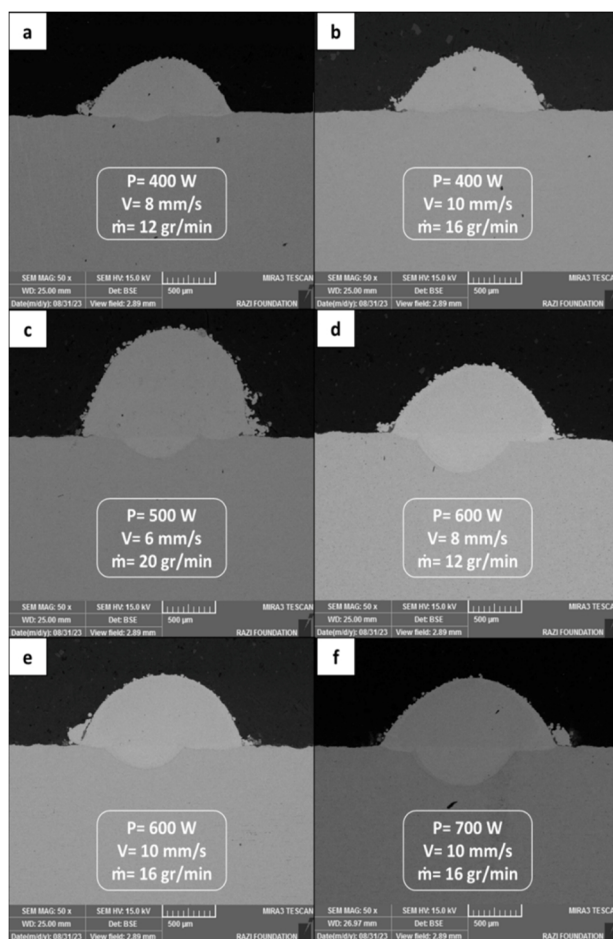 a
P= 400 W
V= 8 mm/s
ṁ= 12 gr/min
SEM MAG: 50 x SEM HV: 15.0 kV MIRA3 TESCAN
WD: 25.00 mm Det: BSE 500 µm
Date(m/d/y): 08/31/23 View field: 2.89 mm RAZI FOUNDATION
b
P= 400 W
V= 10 mm/s
ṁ= 16 gr/min
SEM MAG: 50 x SEM HV: 15.0 kV MIRA3 TESCAN
WD: 25.00 mm Det: BSE 500 µm
Date(m/d/y): 08/31/23 View field: 2.89 mm RAZI FOUNDATION
c
P= 500 W
V= 6 mm/s
ṁ= 20 gr/min
SEM MAG: 50 x SEM HV: 15.0 kV MIRA3 TESCAN
WD: 25.00 mm Det: BSE 500 µm
Date(m/d/y): 08/31/23 View field: 2.89 mm RAZI FOUNDATION
d
P= 600 W
V= 8 mm/s
ṁ= 12 gr/min
SEM MAG: 50 x SEM HV: 15.0 kV MIRA3 TESCAN
WD: 25.00 mm Det: BSE 500 µm
Date(m/d/y): 08/31/23 View field: 2.89 mm RAZI FOUNDATION
e
P= 600 W
V= 10 mm/s
ṁ= 16 gr/min
SEM MAG: 50 x SEM HV: 15.0 kV MIRA3 TESCAN
WD: 25.00 mm Det: BSE 500 µm
Date(m/d/y): 08/31/23 View field: 2.89 mm RAZI FOUNDATION
f
P= 700 W
V= 10 mm/s
ṁ= 16 gr/min
SEM MAG: 50 x SEM HV: 15.0 kV MIRA3 TESCAN
WD: 26.97 mm Det: BSE 500 µm
Date(m/d/y): 08/31/23 View field: 2.89 mm RAZI FOUNDATION